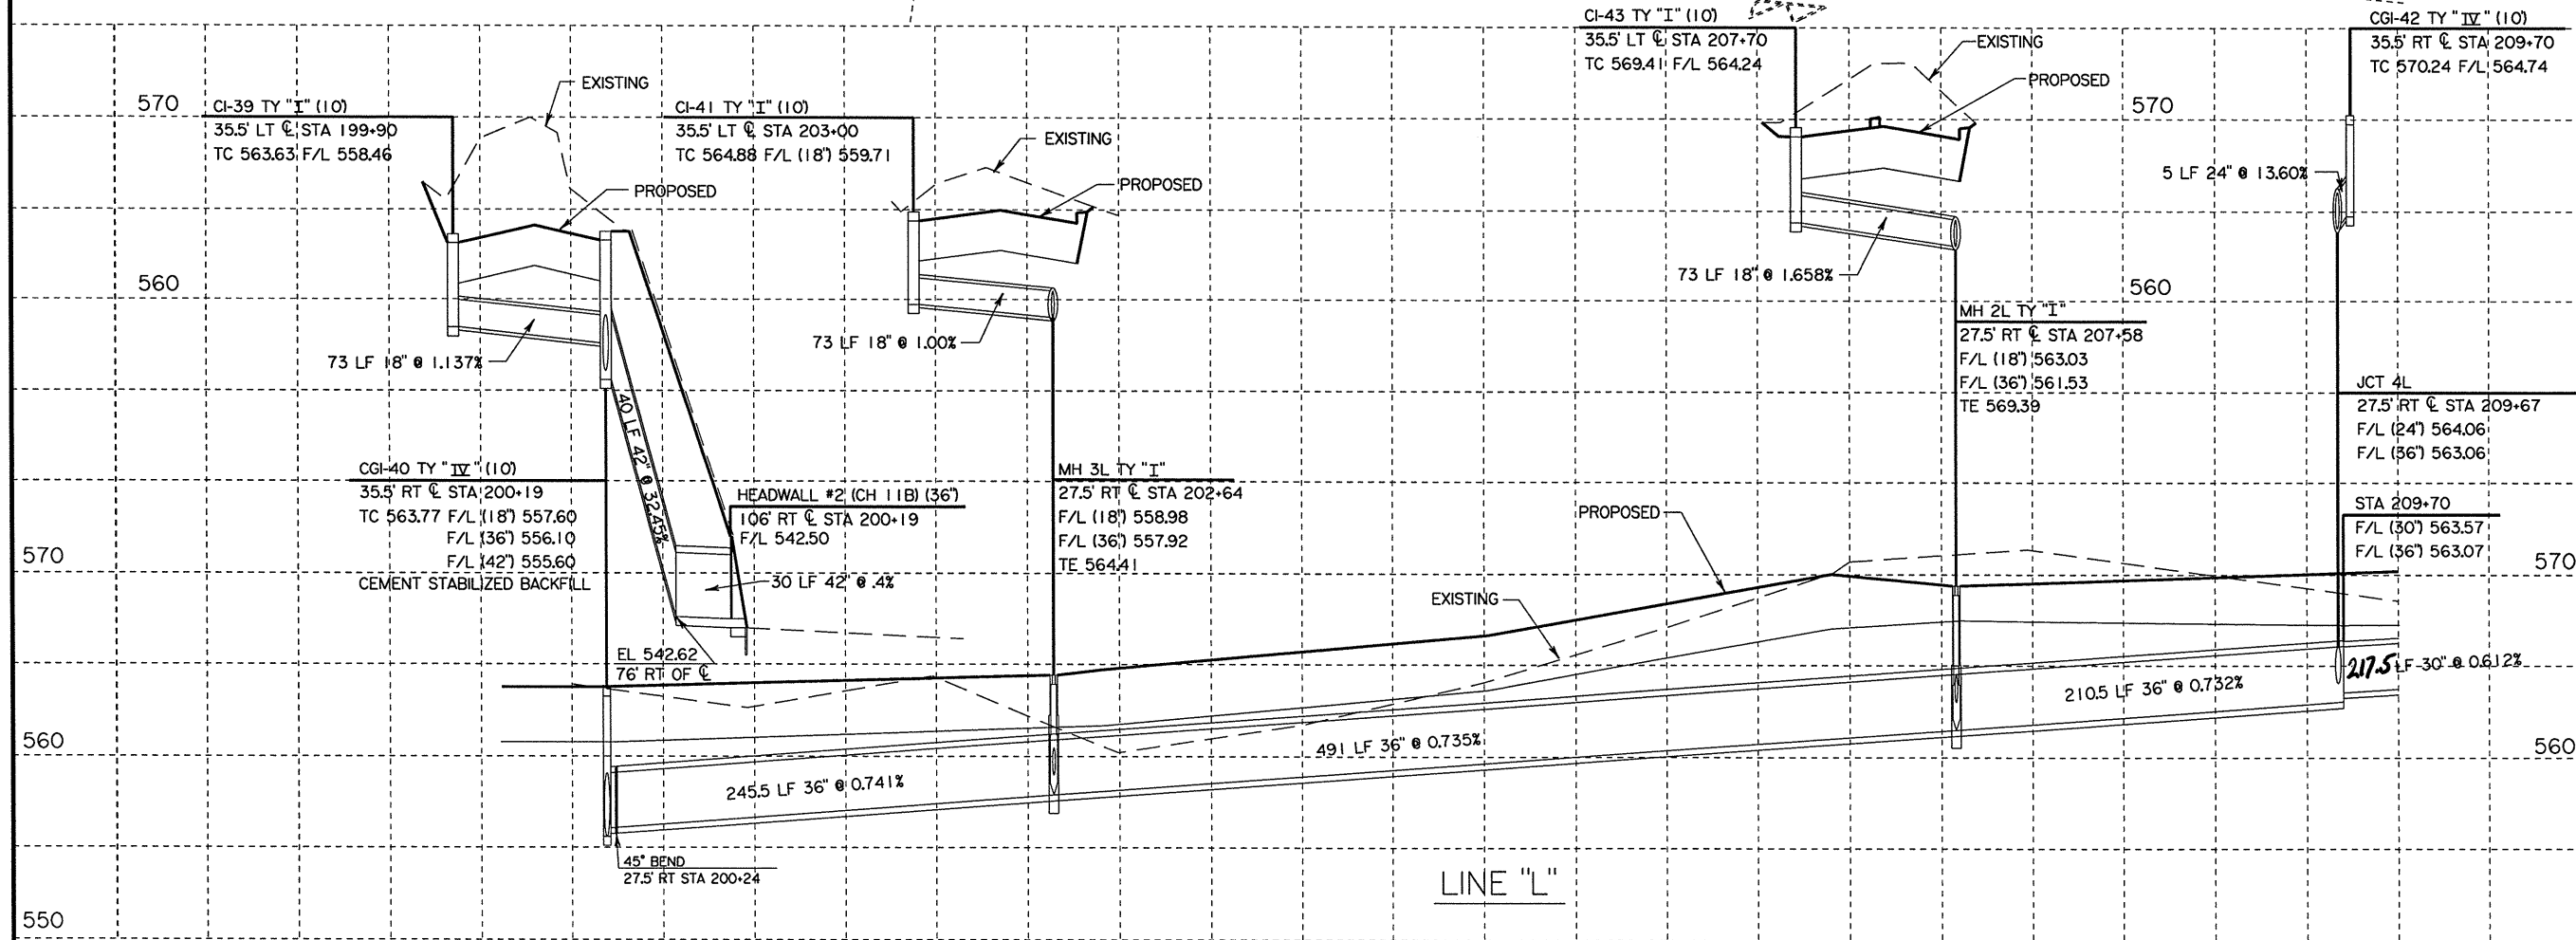 CI-43 TY "I" (10')
35.5' LT ℄ STA 207+70
TC 569.41 F/L 564.24
EXISTING
PROPOSED
CGI-42 TY "IV" (10')
35.5' RT ℄ STA 209+70
TC 570.24 F/L 564.74
570
CI-39 TY "I" (10')
35.5' LT ℄ STA 199+90
TC 563.63 F/L 558.46
EXISTING
PROPOSED
CI-41 TY "I" (10')
35.5' LT ℄ STA 203+00
TC 564.88 F/L (18") 559.71
EXISTING
PROPOSED
570
5 LF 24" @ 13.60%
560
73 LF 18" @ 1.137%
73 LF 18" @ 1.00%
73 LF 18" @ 1.658%
560
MH 2L TY "I"
27.5' RT ℄ STA 207+58
F/L (18") 563.03
F/L (36") 561.53
TE 569.39
JCT 4L
27.5' RT ℄ STA 209+67
F/L (24") 564.06
F/L (36") 563.06
40 LF 42" @ 32.45%
CGI-40 TY "IV" (10')
35.5' RT ℄ STA 200+19
TC 563.77 F/L (18") 557.60
F/L (36") 556.10
F/L (42") 555.60
CEMENT STABILIZED BACKFILL
HEADWALL #2 (CH 11B) (36")
106' RT ℄ STA 200+19
F/L 542.50
30 LF 42" @ .4%
MH 3L TY "I"
27.5' RT ℄ STA 202+64
F/L (18") 558.98
F/L (36") 557.92
TE 564.41
PROPOSED
EXISTING
STA 209+70
F/L (30") 563.57
F/L (36") 563.07
570
570
EL 542.62
76' RT OF ℄
217.5 LF 30" @ 0.612%
210.5 LF 36" @ 0.732%
491 LF 36" @ 0.735%
245.5 LF 36" @ 0.741%
560
560
45° BEND
27.5' RT STA 200+24
LINE "L"
550